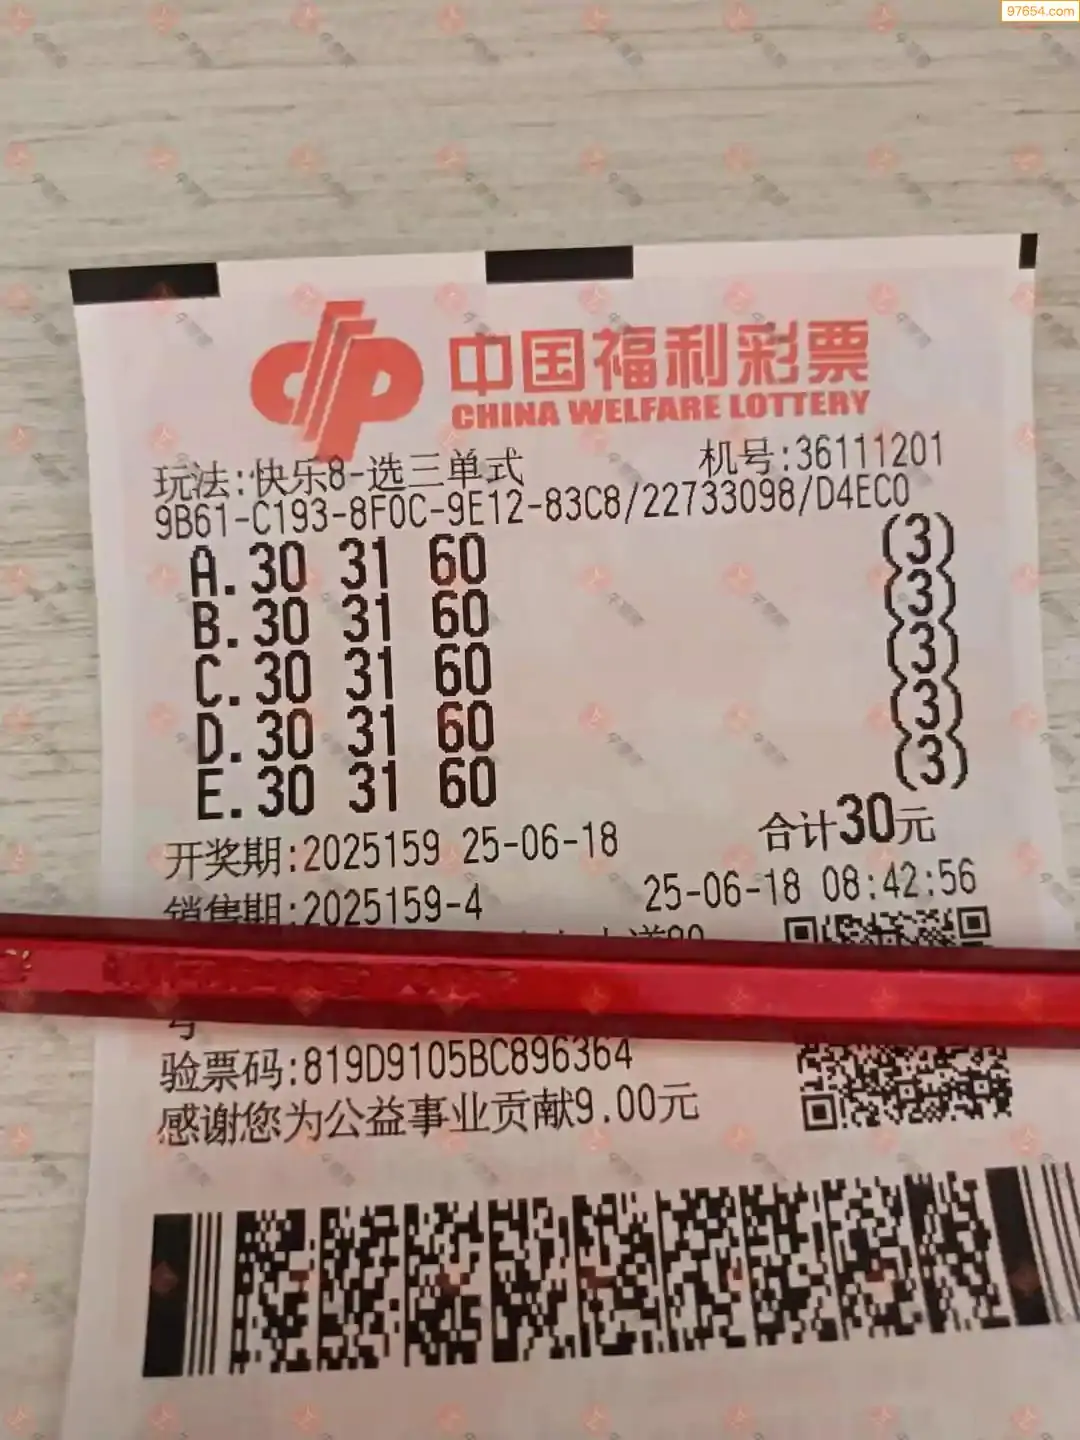 97654.com
中国福利彩票
CHINA WELFARE LOTTERY
玩法:快乐8-选三单式 机号:36111201
9B61-C193-8F0C-9E12-83C8/22733098/D4EC0
A.30 31 60 (3)
B.30 31 60 (3)
C.30 31 60 (3)
D.30 31 60 (3)
E.30 31 60 (3)
开奖期:2025159 25-06-18 合计30元
销售期:2025159-4 25-06-18 08:42:56
号
验票码:819D9105BC896364
感谢您为公益事业贡献9.00元